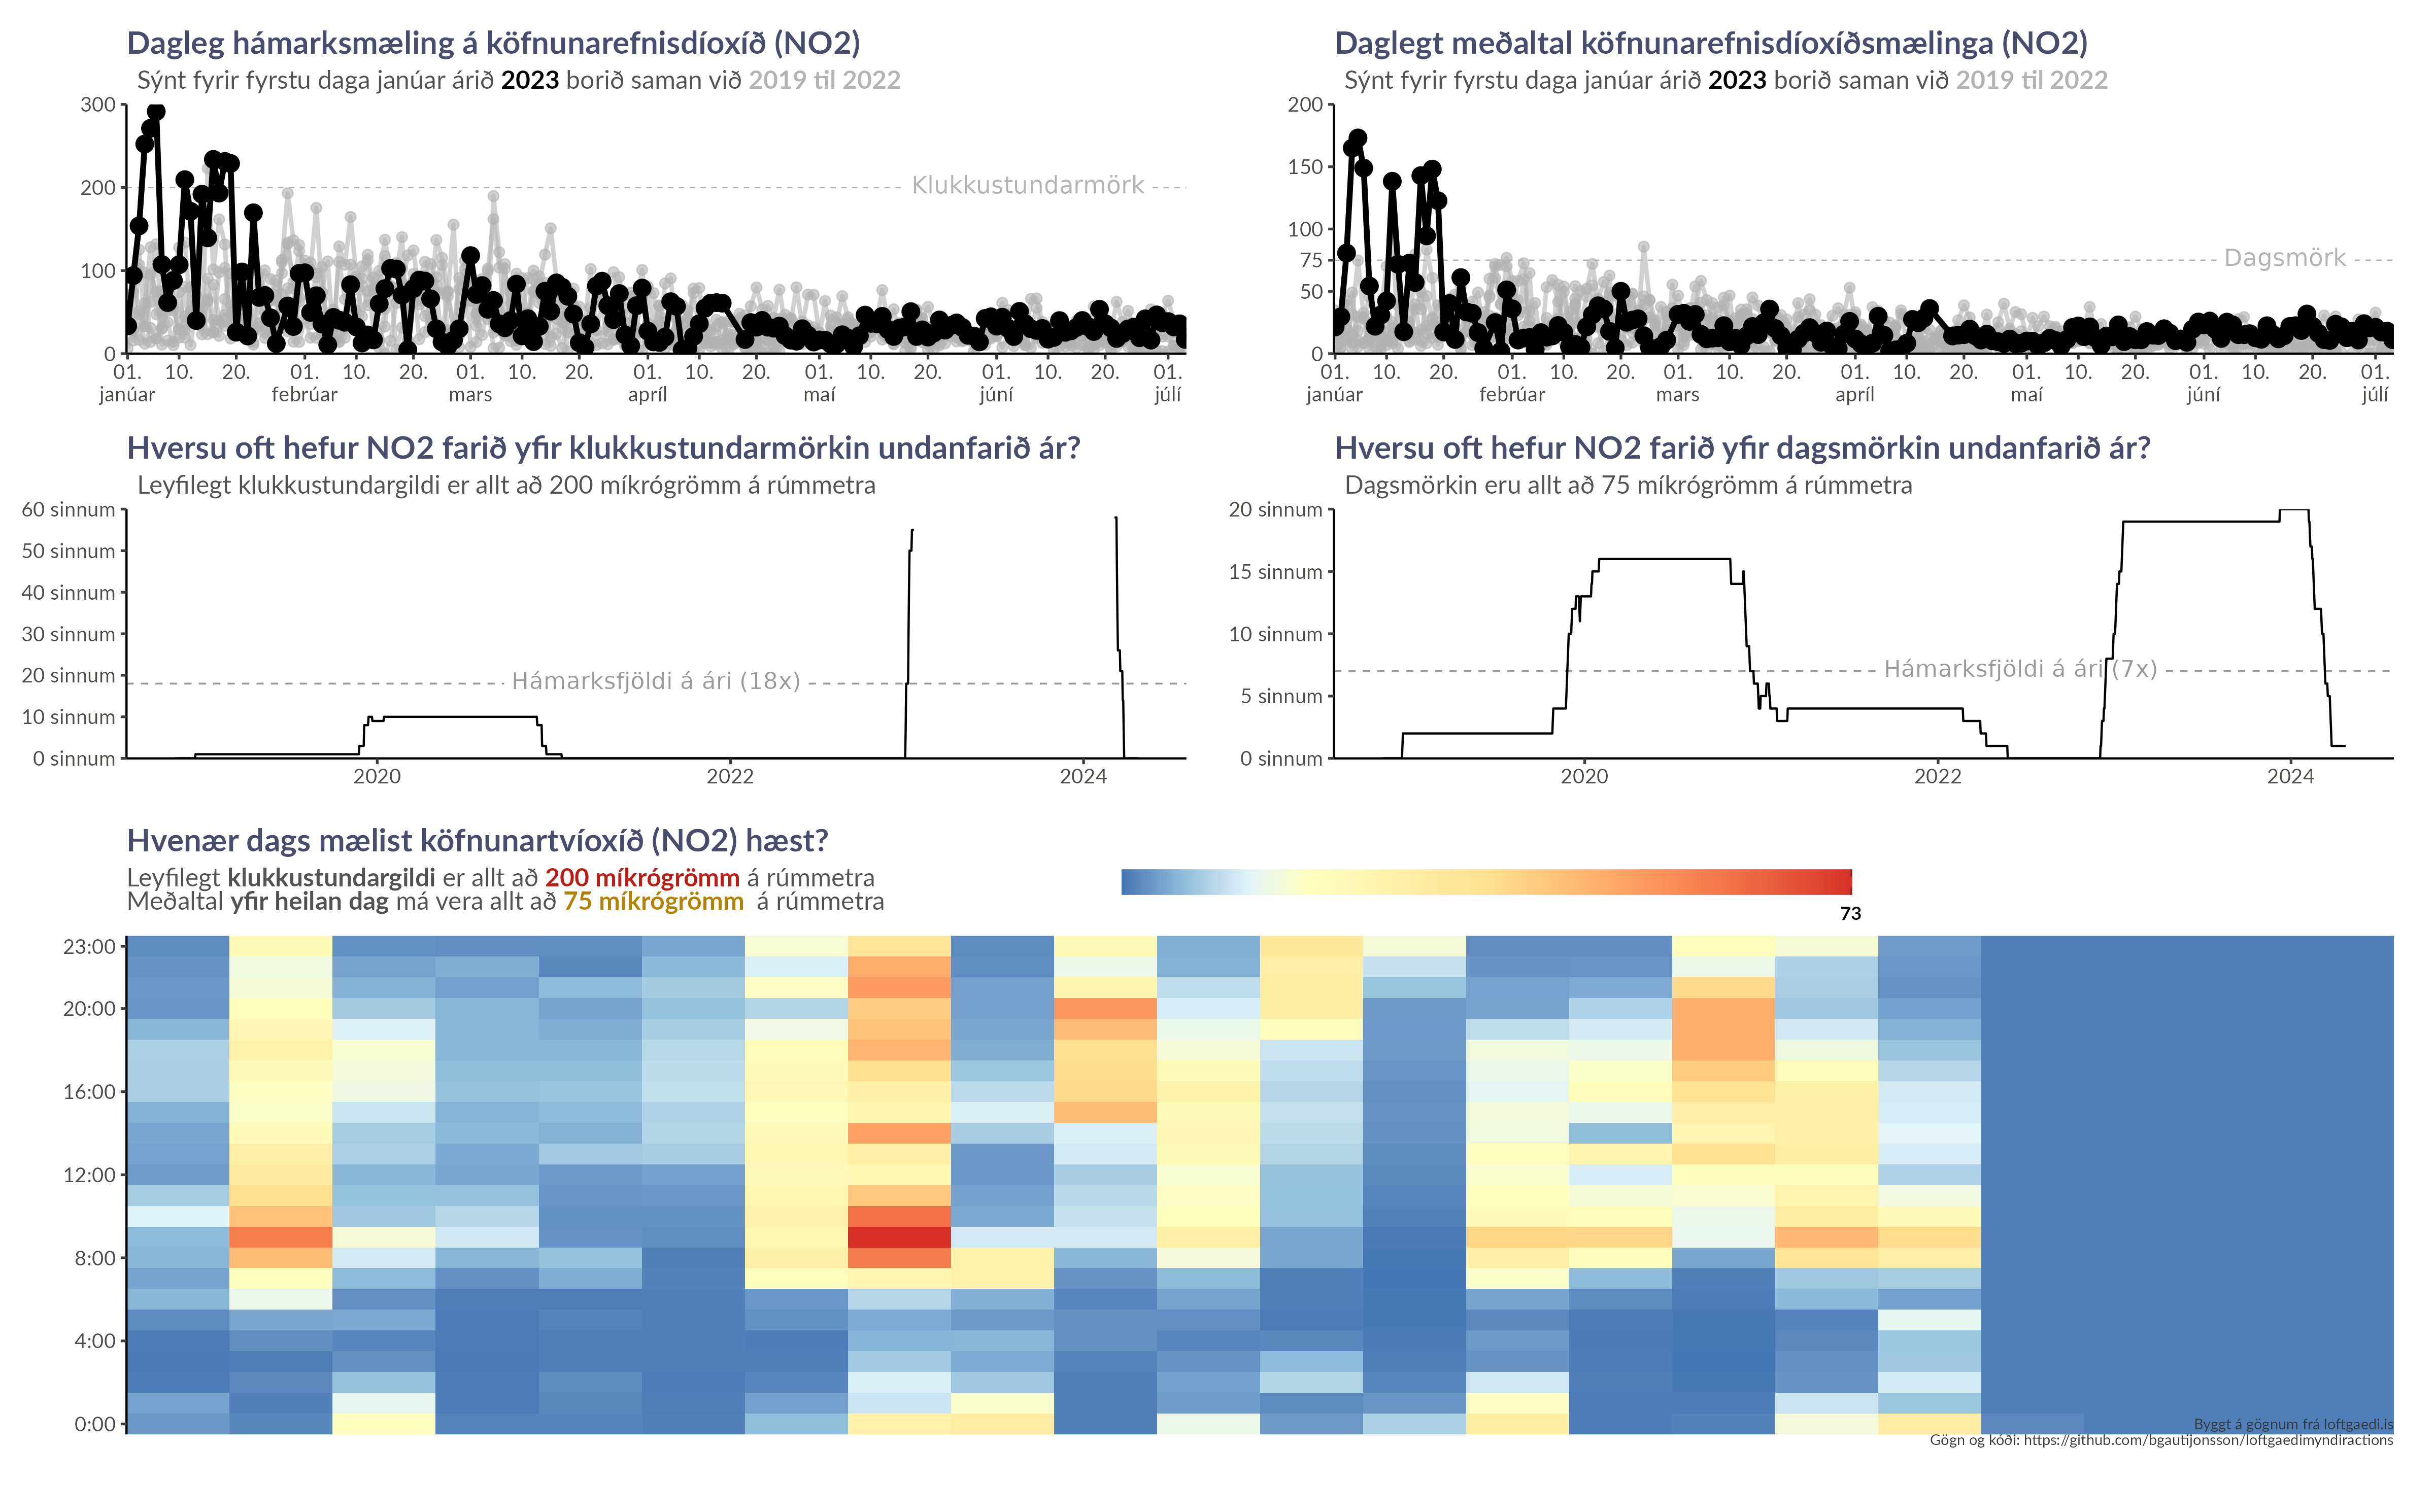 Dagleg hámarksmæling á köfnunarefnisdíoxíð (NO2)
Sýnt fyrir fyrstu daga janúar árið 2023 borið saman við 2019 til 2022
300
200
100
0
Klukkustundarmörk
01. 10. 20. 01. 10. 20. 01. 10. 20. 01. 10. 20. 01. 10. 20. 01. 10. 20. 01.
janúar febrúar mars apríl maí júní júlí
Daglegt meðaltal köfnunarefnisdíoxíðsmælinga (NO2)
Sýnt fyrir fyrstu daga janúar árið 2023 borið saman við 2019 til 2022
200
150
100
75
50
0
Dagsmörk
01. 10. 20. 01. 10. 20. 01. 10. 20. 01. 10. 20. 01. 10. 20. 01. 10. 20. 01.
janúar febrúar mars apríl maí júní júlí
Hversu oft hefur NO2 farið yfir klukkustundarmörkin undanfarið ár?
Leyfilegt klukkustundargildi er allt að 200 míkrógrömm á rúmmetra
60 sinnum
50 sinnum
40 sinnum
30 sinnum
20 sinnum
10 sinnum
0 sinnum
Hámarksfjöldi á ári (18x)
2020 2022 2024
Hversu oft hefur NO2 farið yfir dagsmörkin undanfarið ár?
Dagsmörkin eru allt að 75 míkrógrömm á rúmmetra
20 sinnum
15 sinnum
10 sinnum
5 sinnum
0 sinnum
Hámarksfjöldi á ári (7x)
2020 2022 2024
Hvenær dags mælist köfnunartvíoxíð (NO2) hæst?
Leyfilegt klukkustundargildi er allt að 200 míkrógrömm á rúmmetra
Meðaltal yfir heilan dag má vera allt að 75 míkrógrömm á rúmmetra
73
23:00
20:00
16:00
12:00
8:00
4:00
0:00
Byggt á gögnum frá loftgaedi.is
Gögn og kóði: https://github.com/bgautijonsson/loftgaedimyndiractions